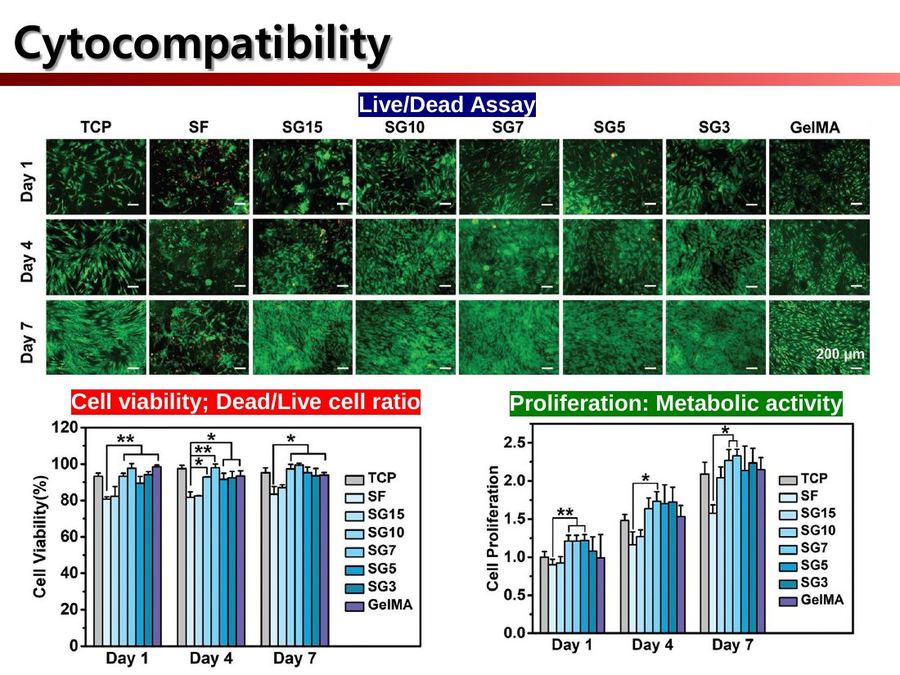 Cytocompatibility
Live/Dead Assay
TCP SF SG15 SG10 SG7 SG5 SG3 GelMA
Day 1
Day 4
Day 7
200 µm
Cell viability; Dead/Live cell ratio
Cell Viability(%)
120
100
80
60
40
20
0
** * ** * *
TCP
SF
SG15
SG10
SG7
SG5
SG3
GelMA
Day 1 Day 4 Day 7
Proliferation: Metabolic activity
Cell Proliferation
2.5
2.0
1.5
1.0
0.5
0.0
** * *
TCP
SF
SG15
SG10
SG7
SG5
SG3
GelMA
Day 1 Day 4 Day 7